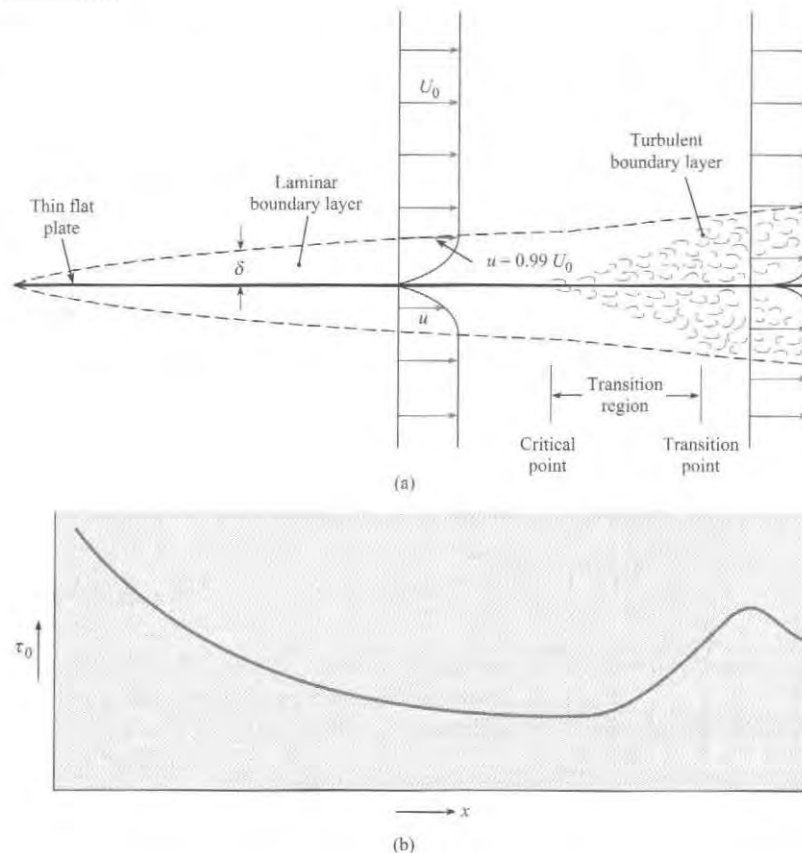 U0
Turbulent
boundary layer
Laminar
boundary layer
Thin flat
plate
δ
u - 0.99 U0
u
Transition
region
Critical
point
Transition
point
(a)
τ0
x
(b)